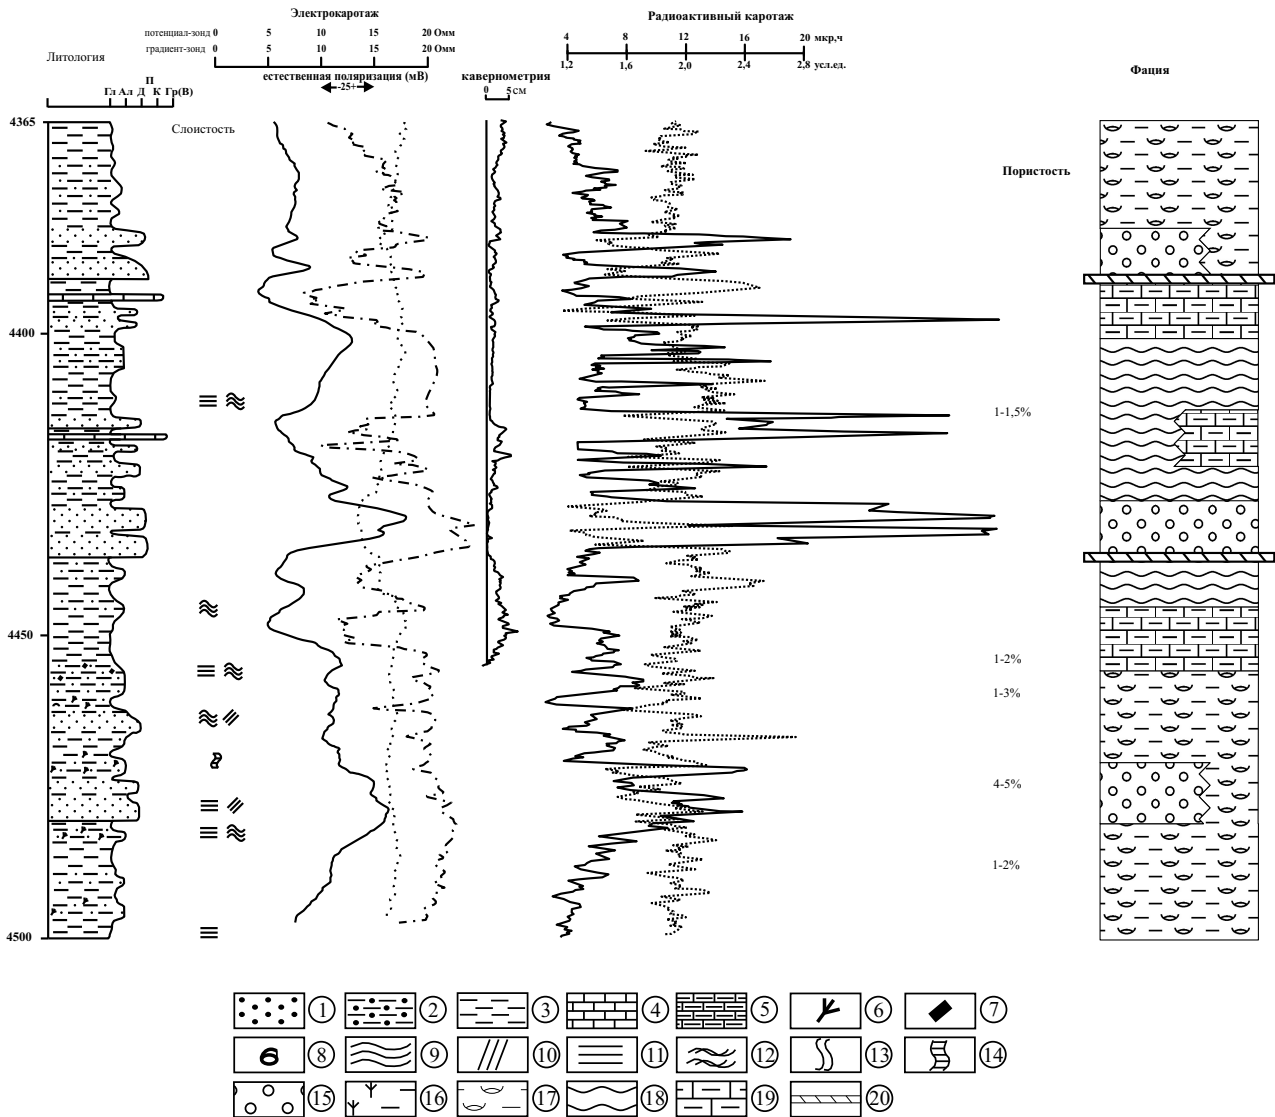 Электрокаротаж
Радиоактивный каротаж
потенциал-зонд 0 5 10 15 20 Омм
градиент-зонд 0 5 10 15 20 Омм
4 8 12 16 20 мкр,ч
1,2 1,6 2,0 2,4 2,8 усл.ед.
Литология
естественная поляризация (мВ)
-25+
кавернометрия
0 5 см
Фация
П
Гл Ал Д К Гр(В)
4365
Слоистость
Пористость
4400
1-1,5%
4450
1-2%
1-3%
4-5%
1-2%
4500
1 2 3 4 5 6 7
8 9 10 11 12 13 14
15 16 17 18 19 20